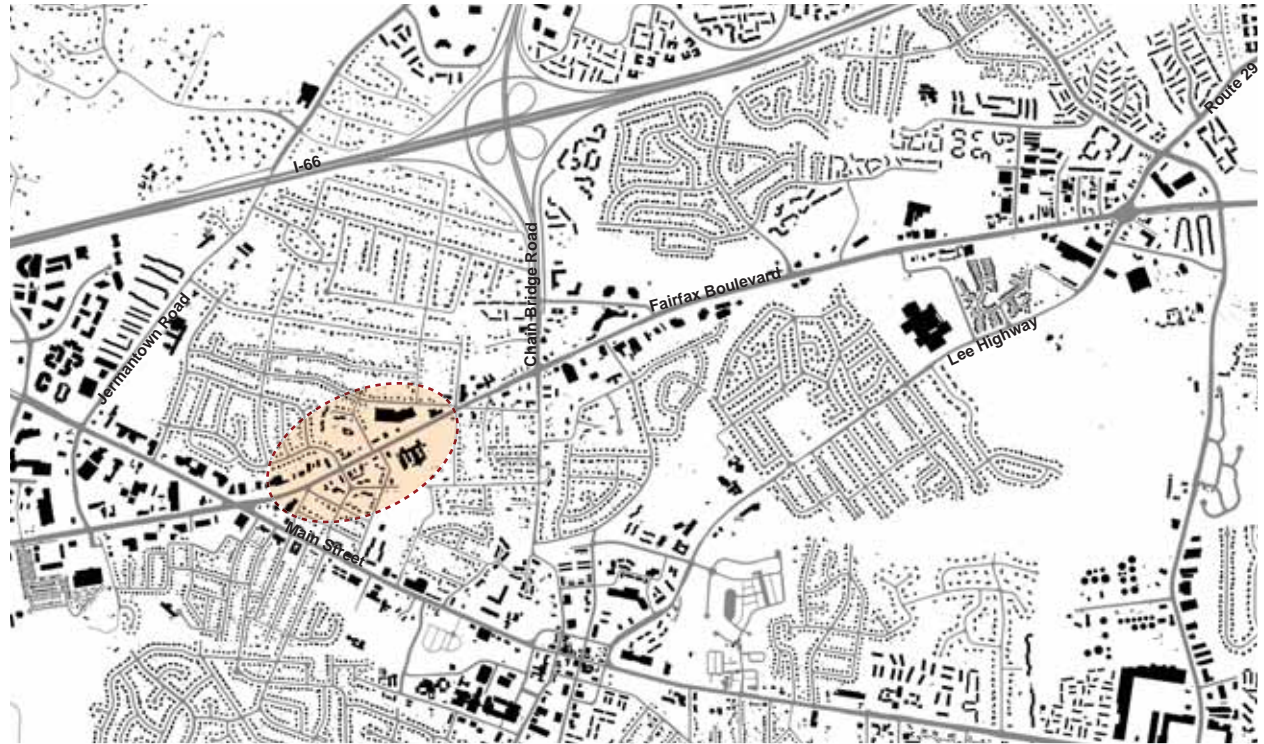 Route 29
I-66
Chain Bridge Road
Fairfax Boulevard
Jermantown Road
Lee Highway
Main Street